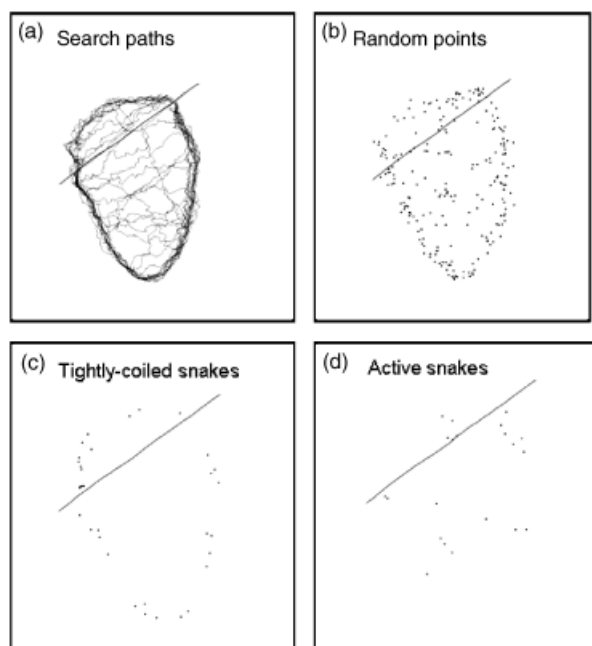 (a) Search paths
(b) Random points
(c) Tightly-coiled snakes
(d) Active snakes